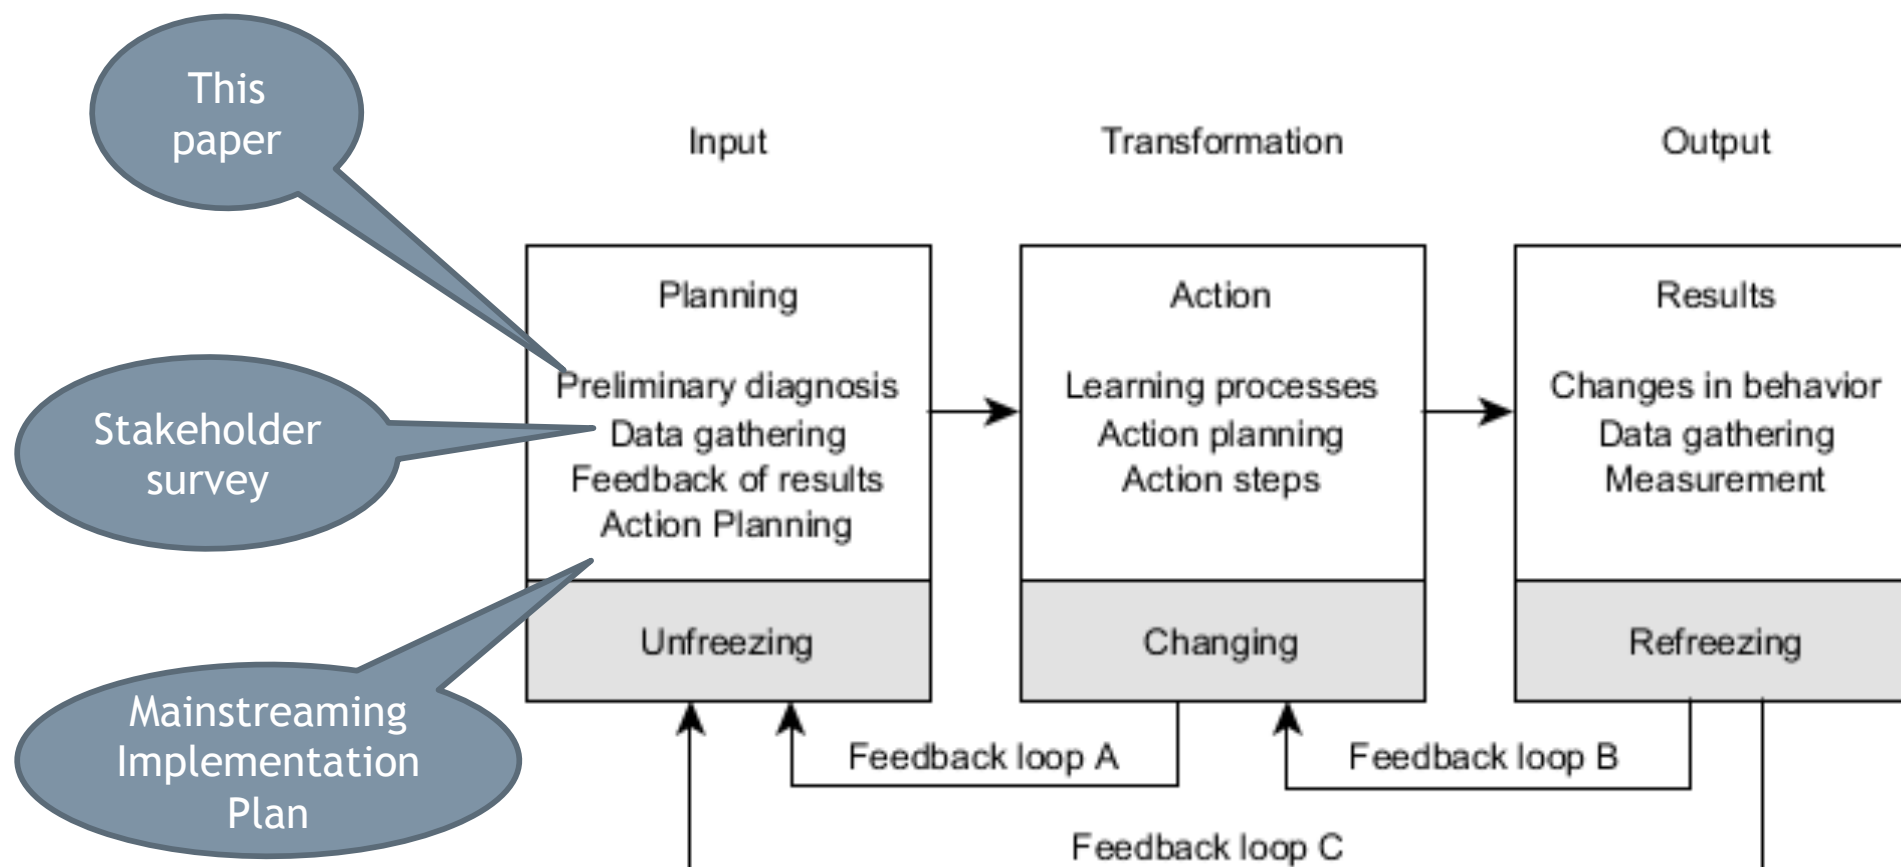 This
paper
Stakeholder
survey
Mainstreaming
Implementation
Plan
Input
Transformation
Output
Planning
Preliminary diagnosis
Data gathering
Feedback of results
Action Planning
Unfreezing
Action
Learning processes
Action planning
Action steps
Changing
Results
Changes in behavior
Data gathering
Measurement
Refreezing
Feedback loop A
Feedback loop B
Feedback loop C